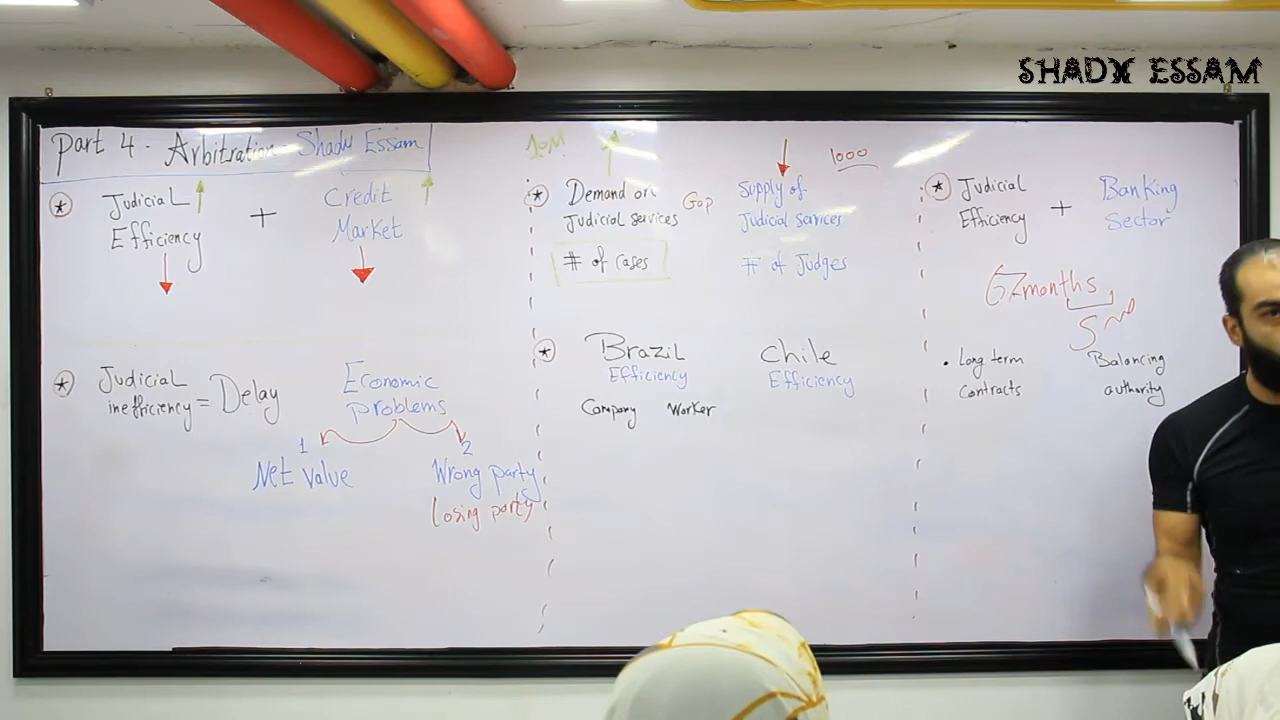 SHADY ESSAM
Part 4 - Arbitration - Shady Essam
Judicial
Efficiency
+
Credit
Market
Judicial
inefficiency = Delay
Economic
problems
1
Net value
2
Wrong party
losing party
10M
Demand on
Judicial services
# of cases
Gap
1000
Supply of
Judicial services
# of Judges
Brazil
Efficiency
Company Worker
Chile
Efficiency
Judicial
Efficiency
+
Banking
Sector
67months
5
• Long term
contracts
Balancing
authority